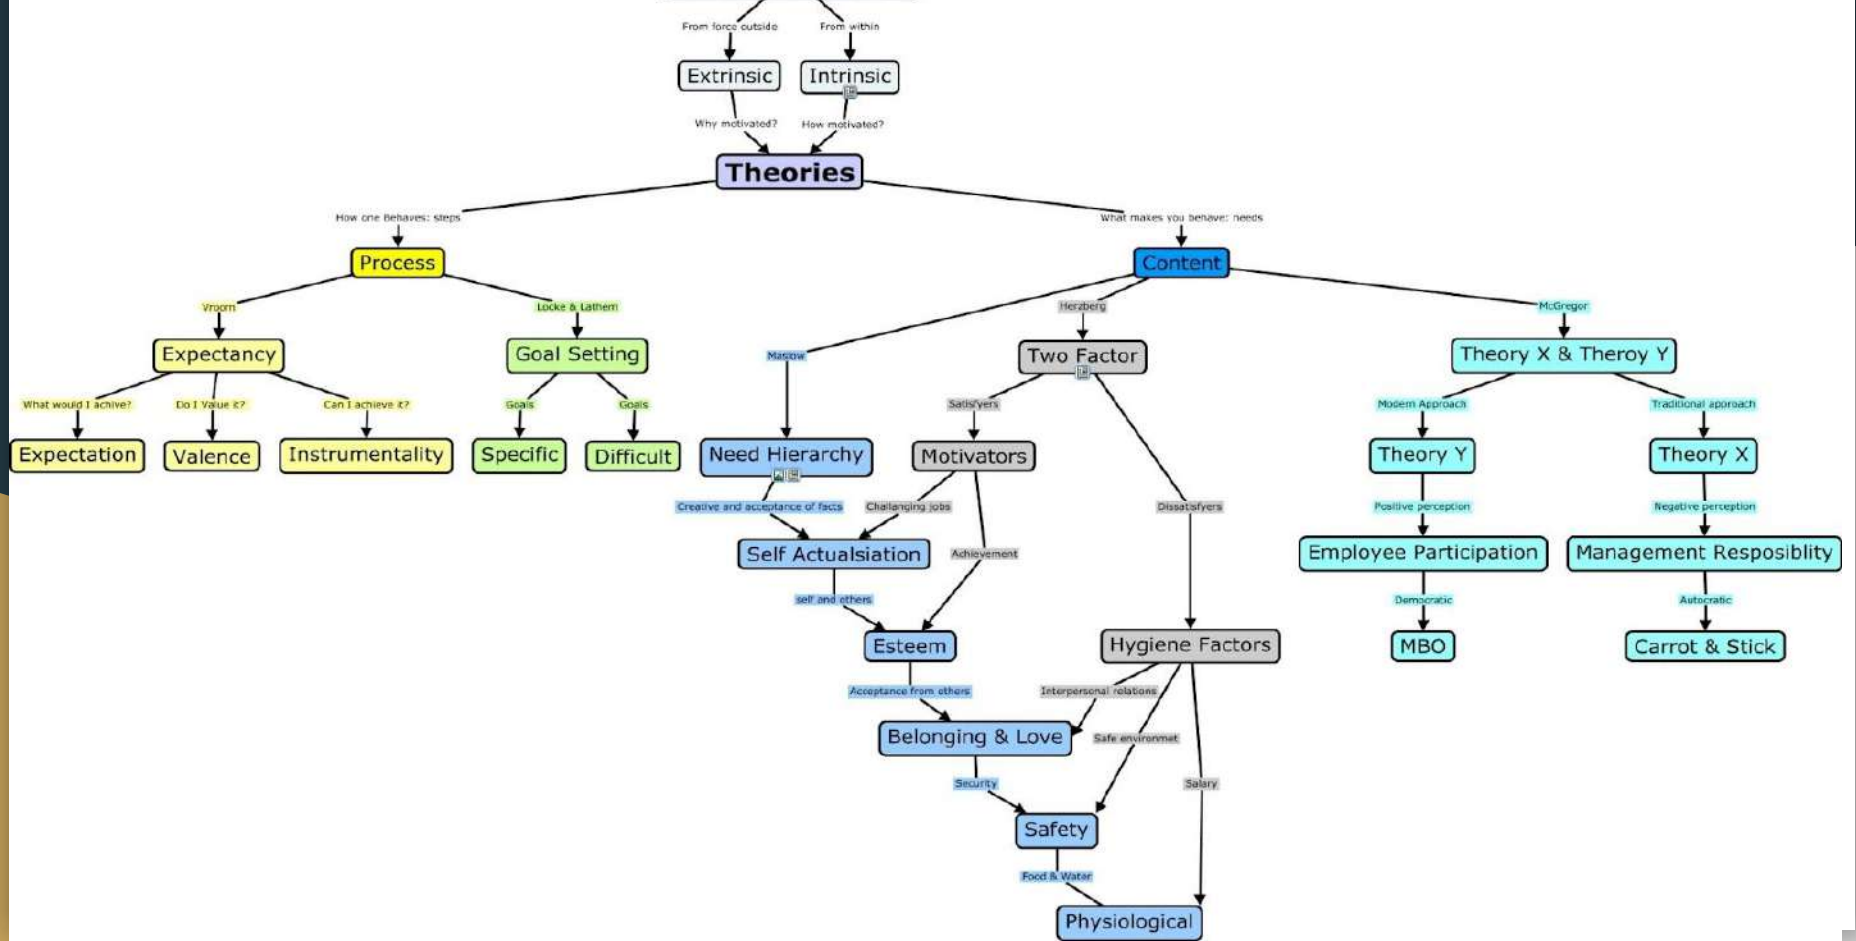 From force outside
From within
Extrinsic
Intrinsic
Why motivated?
How motivated?
Theories
How one Behaves: steps
What makes you behave: needs
Process
Content
Vroom
Locke & Lathem
Herzberg
McGregor
Expectancy
Goal Setting
Maslow
Two Factor
Theory X & Theroy Y
What would I achive?
Do I Value it?
Can I achieve it?
Goals
Goals
Satisfyers
Modern Approach
Traditional approach
Expectation
Valence
Instrumentality
Specific
Difficult
Need Hierarchy
Motivators
Theory Y
Theory X
Creative and acceptance of facts
Challanging jobs
Dissatisfyers
Positive perception
Negative perception
Self Actualsiation
Achievement
Employee Participation
Management Resposiblity
self and others
Democratic
Autocratic
Esteem
Hygiene Factors
MBO
Carrot & Stick
Acceptance from others
Interpersonal relations
Belonging & Love
Safe environmet
Security
Salary
Safety
Food & Water
Physiological